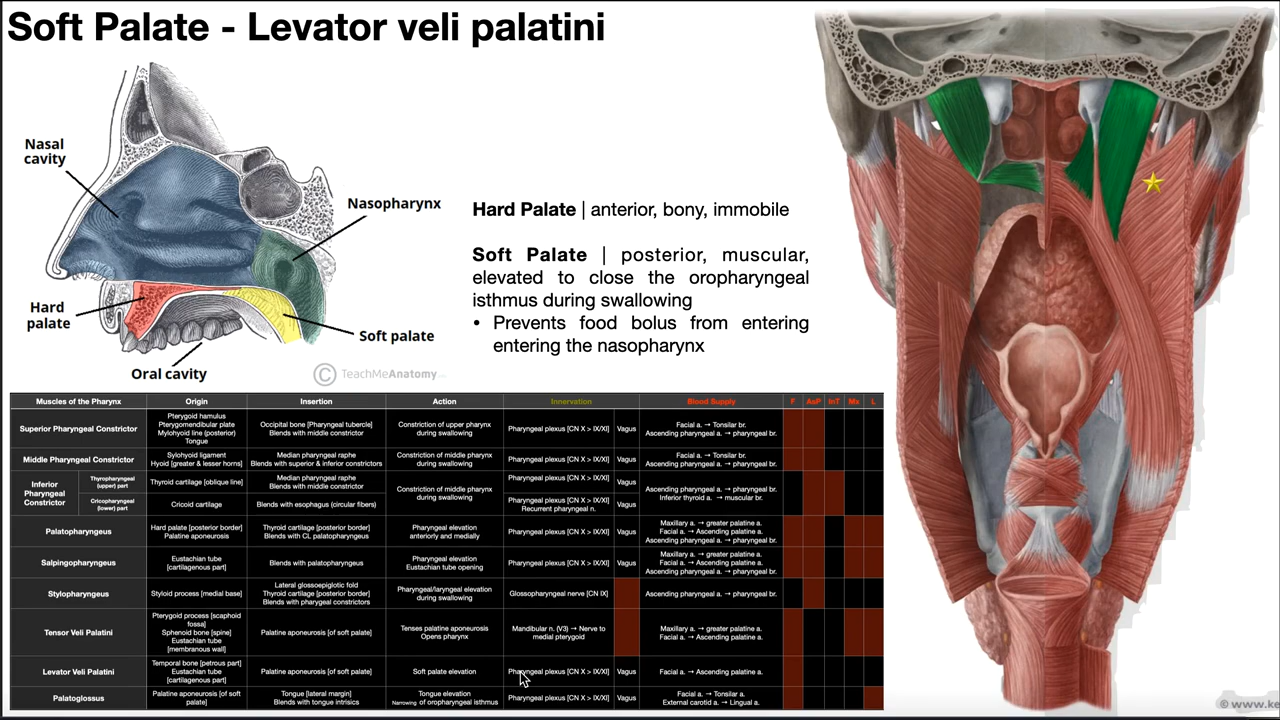 Soft Palate - Levator veli palatini
Nasal
cavity
Nasopharynx
Hard
palate
Soft palate
Oral cavity
© TeachMeAnatomy
Hard Palate | anterior, bony, immobile
Soft Palate | posterior, muscular,
elevated to close the oropharyngeal
isthmus during swallowing
• Prevents food bolus from entering
entering the nasopharynx
Muscles of the Pharynx Origin Insertion Action Innervation Blood Supply F AsP InT Mx L
Superior Pharyngeal Constrictor
Pterygoid hamulus
Pterygomendibular plate
Mylohyoid line (posterior)
Tongue
Occipital bone [Pharyngeal tubercle]
Blends with middle constrictor
Constriction of upper pharynx
during swallowing
Pharyngeal plexus [CN X > IX/XI]
Vagus
Facial a. → Tonsilar br.
Ascending pharyngeal a. → pharyngeal br.
Middle Pharyngeal Constrictor
Sylohyoid ligament
Hyoid [greater & lesser horns]
Median pharyngeal raphe
Blends with superior & inferior constrictors
Constriction of middle pharynx
during swallowing
Pharyngeal plexus [CN X > IX/XI]
Vagus
Facial a. → Tonsilar br.
Ascending pharyngeal a. → pharyngeal br.
Inferior
Pharyngeal
Constrictor
Thyropharyngeal
(upper) part
Thyroid cartilage [oblique line]
Median pharyngeal raphe
Blends with middle constrictor
Constriction of middle pharynx
during swallowing
Pharyngeal plexus [CN X > IX/XI]
Vagus
Ascending pharyngeal a. → pharyngeal br.
Inferior thyroid a. → muscular br.
Cricopharyngeal
(lower) part
Cricoid cartilage
Blends with esophagus (circular fibers)
Pharyngeal plexus [CN X > IX/XI]
Recurrent pharyngeal n.
Vagus
Palatopharyngeus
Hard palate [posterior border]
Palatine aponeurosis
Thyroid cartilage [posterior border]
Blends with CL palatopharyngeus
Pharyngeal elevation
anteriorly and medially
Pharyngeal plexus [CN X > IX/XI]
Vagus
Maxillary a. → greater palatine a.
Facial a. → Ascending palatine a.
Ascending pharyngeal a. → pharyngeal br.
Salpingopharyngeus
Eustachian tube
[cartilagenous part]
Blends with palatopharyngeus
Pharyngeal elevation
Eustachian tube opening
Pharyngeal plexus [CN X > IX/XI]
Vagus
Maxillary a. → greater palatine a.
Facial a. → Ascending palatine a.
Ascending pharyngeal a. → pharyngeal br.
Stylopharyngeus
Styloid process [medial base]
Lateral glossoepiglotic fold
Thyroid cartilage [posterior border]
Blends with pharygeal constrictors
Pharyngeal/laryngeal elevation
during swallowing
Glossopharyngeal nerve [CN IX]
Ascending pharyngeal a. → pharyngeal br.
Tensor Veli Palatini
Pterygoid process [scaphoid
fossa]
Sphenoid bone [spine]
Eustachian tube
[membranous wall]
Palatine aponeurosis [of soft palate]
Tenses palatine aponeurosis
Opens pharynx
Mandibular n. (V3) → Nerve to
medial pterygoid
Maxillary a. → greater palatine a.
Facial a. → Ascending palatine a.
Levator Veli Palatini
Temporal bone [petrous part]
Eustachian tube
[cartilagenous part]
Palatine aponeurosis [of soft palate]
Soft palate elevation
Pharyngeal plexus [CN X > IX/XI]
Vagus
Facial a. → Ascending palatine a.
Palatoglossus
Palatine aponeurosis [of soft
palate]
Tongue [lateral margin]
Blends with tongue intrisics
Tongue elevation
Narrowing of oropharyngeal isthmus
Pharyngeal plexus [CN X > IX/XI]
Vagus
Facial a. → Tonsilar a.
External carotid a. → Lingual a.
© www.ke